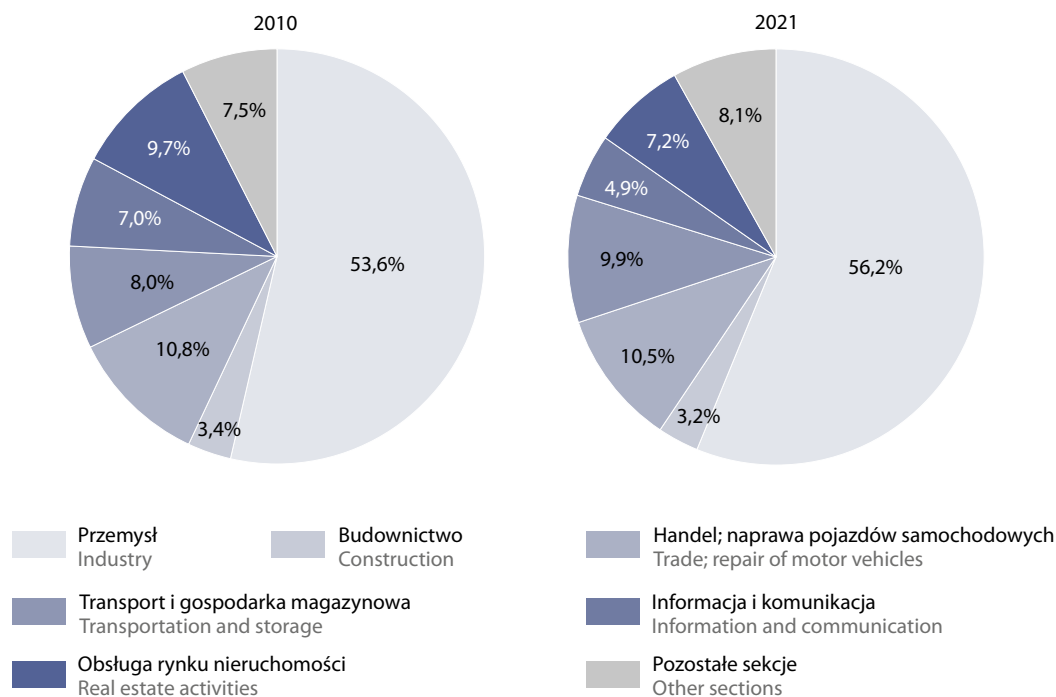 2010
7,5%
9,7%
7,0%
8,0%
10,8%
3,4%
53,6%
2021
8,1%
7,2%
4,9%
9,9%
10,5%
3,2%
56,2%
Przemysł
Industry
Budownictwo
Construction
Handel; naprawa pojazdów samochodowych
Trade; repair of motor vehicles
Transport i gospodarka magazynowa
Transportation and storage
Informacja i komunikacja
Information and communication
Obsługa rynku nieruchomości
Real estate activities
Pozostałe sekcje
Other sections